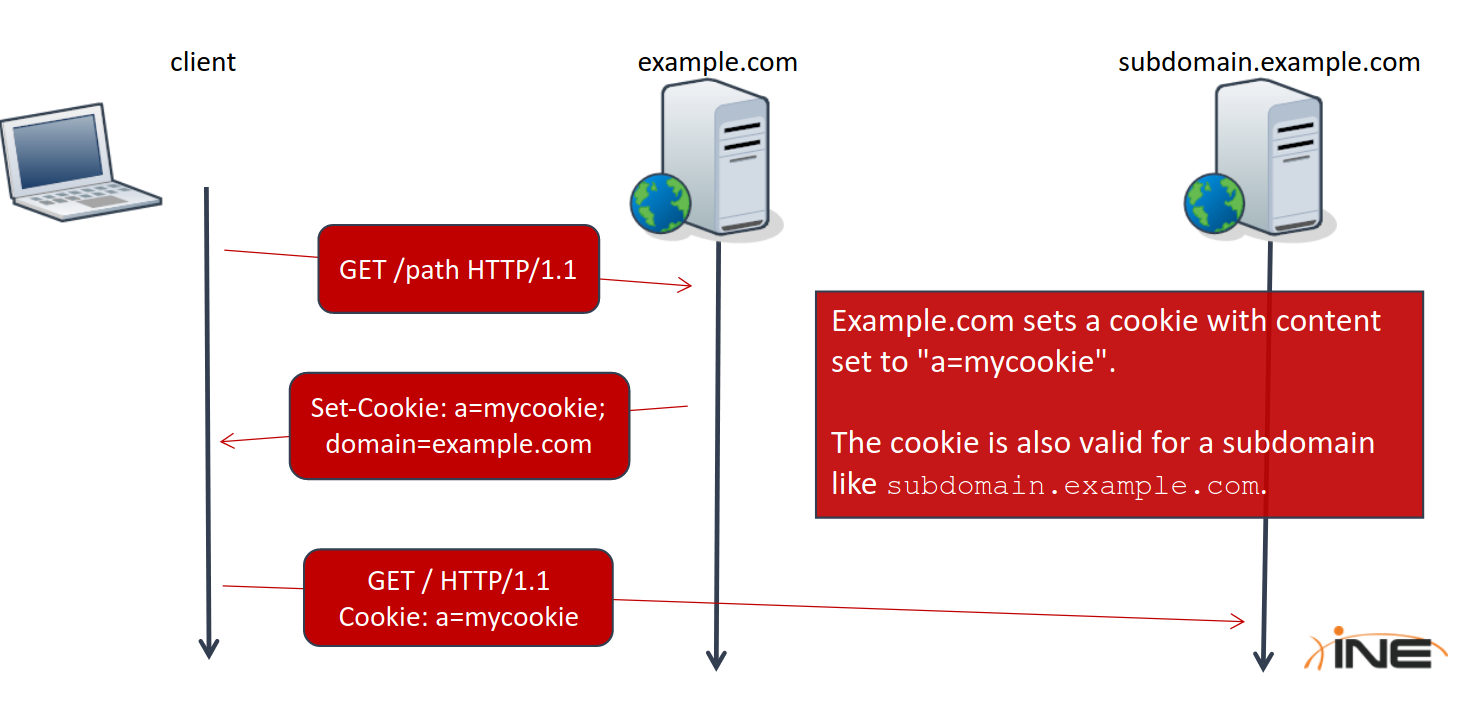 client
example.com
subdomain.example.com
GET /path HTTP/1.1
Example.com sets a cookie with content
set to "a=mycookie".
The cookie is also valid for a subdomain
like subdomain.example.com.
Set-Cookie: a=mycookie;
domain=example.com
GET / HTTP/1.1
Cookie: a=mycookie
iNE